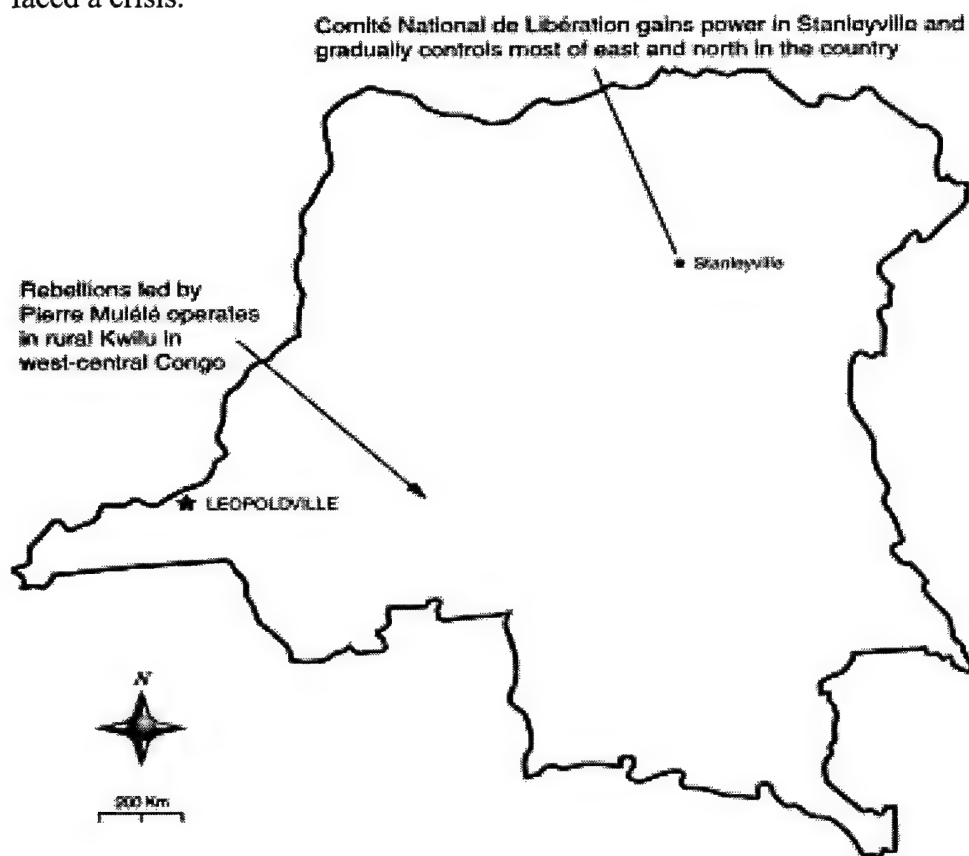 faced a crisis.
Comité National de Libération gains power in Stanleyville and
gradually controls most of east and north in the country
Stanleyville
Rebellions led by
Pierre Mulélé operates
in rural Kwilu in
west-central Congo
LEOPOLDVILLE
N
200 Km